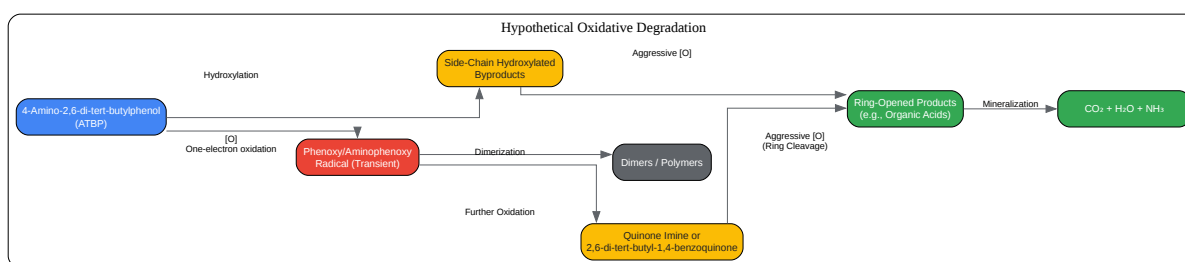 Hypothetical Oxidative Degradation
Aggressive [O]
Side-Chain Hydroxylated
Byproducts
Hydroxylation
4-Amino-2,6-di-tert-butylphenol
(ATBP)
Ring-Opened Products
(e.g., Organic Acids)
Mineralization
CO₂ + H₂O + NH₃
[O]
One-electron oxidation
Phenoxy/Aminophenoxy
Radical (Transient)
Dimerization
Dimers / Polymers
Aggressive [O]
(Ring Cleavage)
Further Oxidation
Quinone Imine or
2,6-di-tert-butyl-1,4-benzoquinone